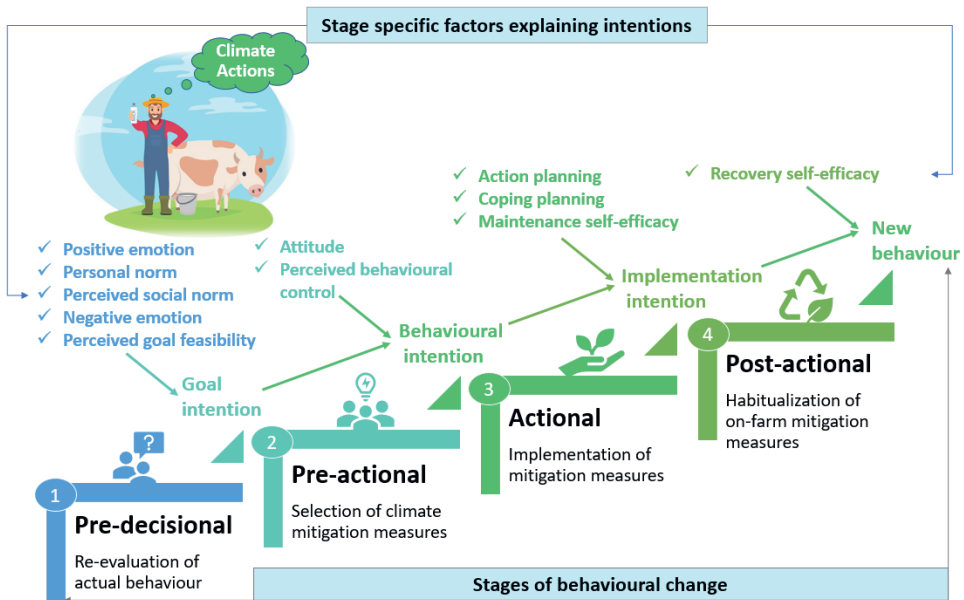 Stage specific factors explaining intentions
Climate
Actions
✓ Positive emotion
✓ Personal norm
✓ Perceived social norm
✓ Negative emotion
✓ Perceived goal feasibility
✓ Attitude
✓ Perceived behavioural
control
✓ Action planning
✓ Coping planning
✓ Maintenance self-efficacy
✓ Recovery self-efficacy
Goal
intention
Behavioural
intention
Implementation
intention
New
behaviour
1
Pre-decisional
Re-evaluation of
actual behaviour
?
2
Pre-actional
Selection of climate
mitigation measures
3
Actional
Implementation of
mitigation measures
4
Post-actional
Habitualization of
on-farm mitigation
measures
Stages of behavioural change